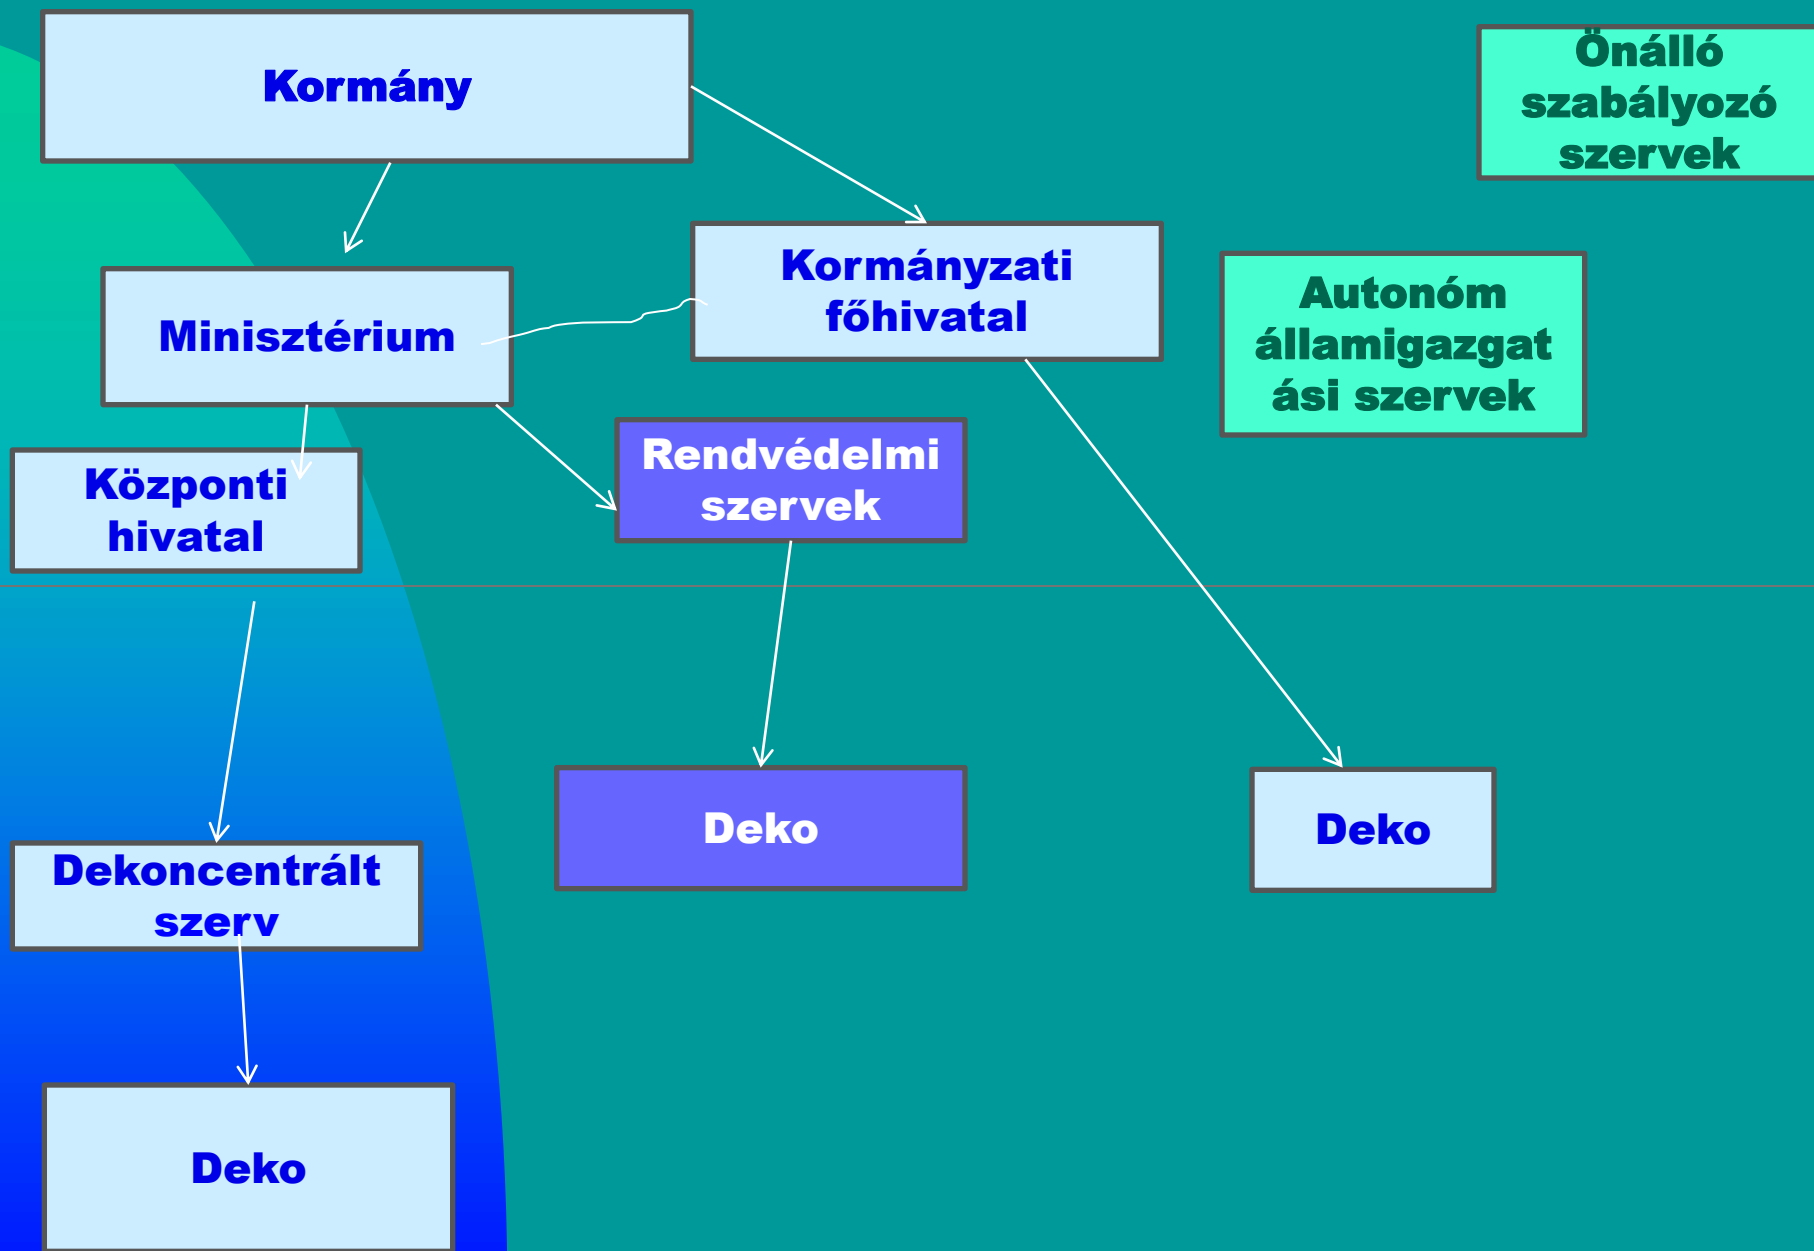 Kormány
Önálló
szabályozó
szervek
Kormányzati
főhivatal
Minisztérium
Autonóm
államigazgat
ási szervek
Központi
hivatal
Rendvédelmi
szervek
Dekoncentrált
szerv
Deko
Deko
Deko